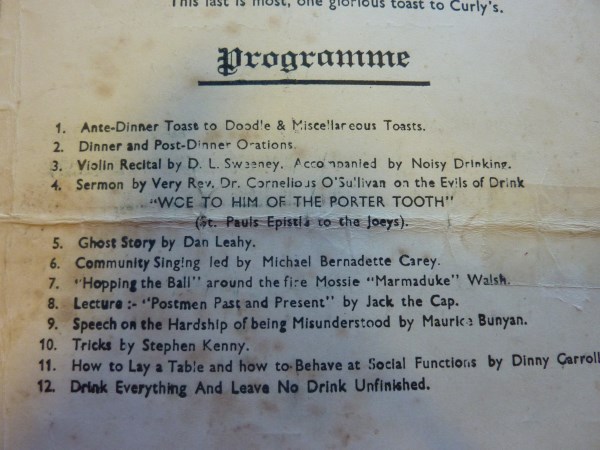 This last is most, one glorious toast to Curly's.
Programme
1. Ante-Dinner Toast to Doodle & Miscellaneous Toasts.
2. Dinner and Post-Dinner Orations.
3. Violin Recital by D. L. Sweeney. Accompanied by Noisy Drinking.
4. Sermon by Very Rev. Dr. Cornelious O'Sullivan on the Evils of Drink
"WOE TO HIM OF THE PORTER TOOTH"
(St. Pauls Epistle to the Joeys).
5. Ghost Story by Dan Leahy.
6. Community Singing led by Michael Bernadette Carey.
7. "Hopping the Ball" around the fire Mossie "Marmaduke" Walsh.
8. Lecture :- "Postmen Past and Present" by Jack the Cap.
9. Speech on the Hardship of being Misunderstood by Maurice Bunyan.
10. Tricks by Stephen Kenny.
11. How to Lay a Table and how to Behave at Social Functions by Dinny Carroll
12. Drink Everything And Leave No Drink Unfinished.